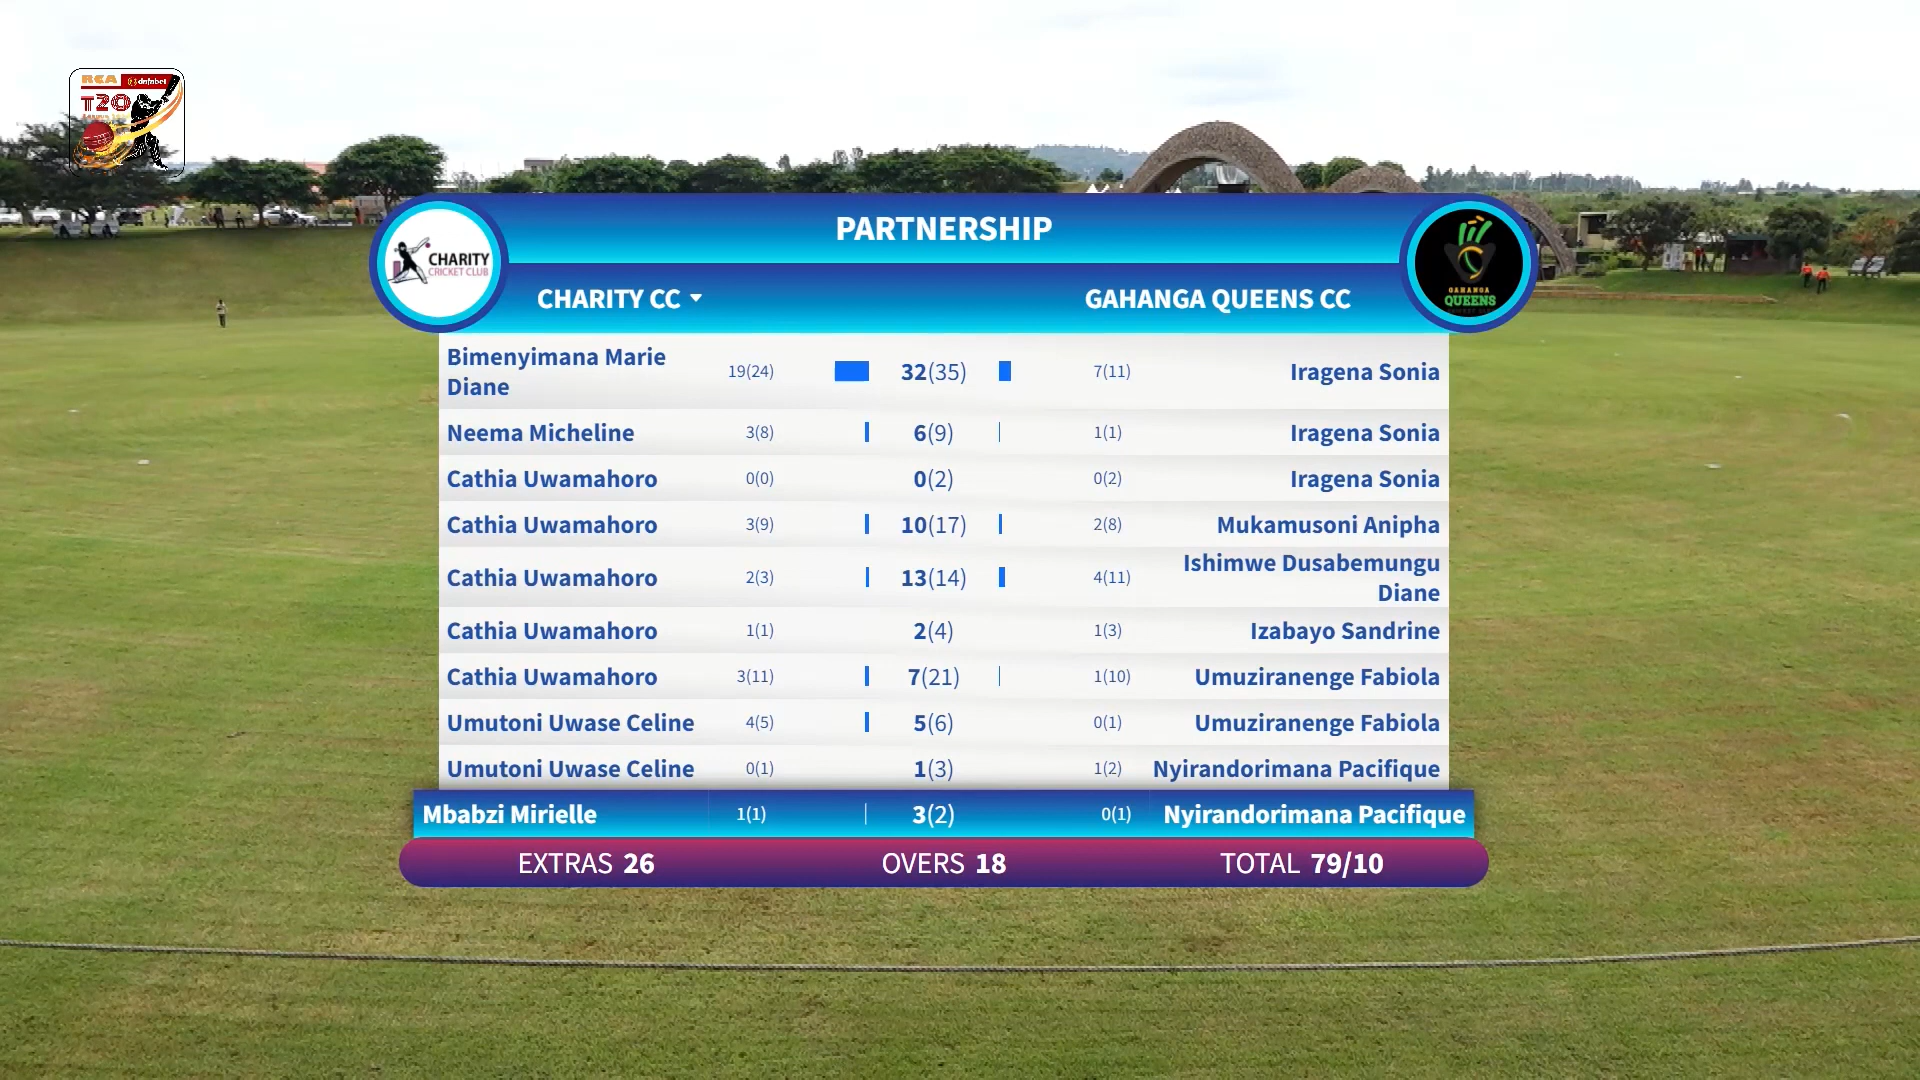 RCA dafabet
T20
PARTNERSHIP
CHARITY
CRICKET CLUB
GAHANGA
QUEENS
CHARITY CC
GAHANGA QUEENS CC
Bimenyimana Marie Diane 19(24) 32(35) 7(11) Iragena Sonia
Neema Micheline 3(8) 6(9) 1(1) Iragena Sonia
Cathia Uwamahoro 0(0) 0(2) 0(2) Iragena Sonia
Cathia Uwamahoro 3(9) 10(17) 2(8) Mukamusoni Anipha
Cathia Uwamahoro 2(3) 13(14) 4(11) Ishimwe Dusabemungu Diane
Cathia Uwamahoro 1(1) 2(4) 1(3) Izabayo Sandrine
Cathia Uwamahoro 3(11) 7(21) 1(10) Umuziranenge Fabiola
Umutoni Uwase Celine 4(5) 5(6) 0(1) Umuziranenge Fabiola
Umutoni Uwase Celine 0(1) 1(3) 1(2) Nyirandorimana Pacifique
Mbabzi Mirielle 1(1) 3(2) 0(1) Nyirandorimana Pacifique
EXTRAS 26 OVERS 18 TOTAL 79/10